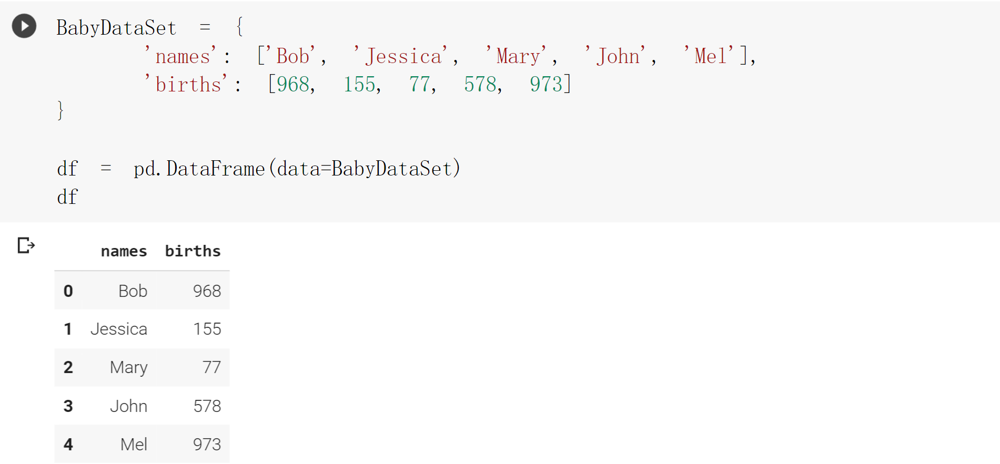 BabyDataSet = {
'names': ['Bob', 'Jessica', 'Mary', 'John', 'Mel'],
'births': [968, 155, 77, 578, 973]
}
df = pd.DataFrame(data=BabyDataSet)
df
names births
0 Bob 968
1 Jessica 155
2 Mary 77
3 John 578
4 Mel 973